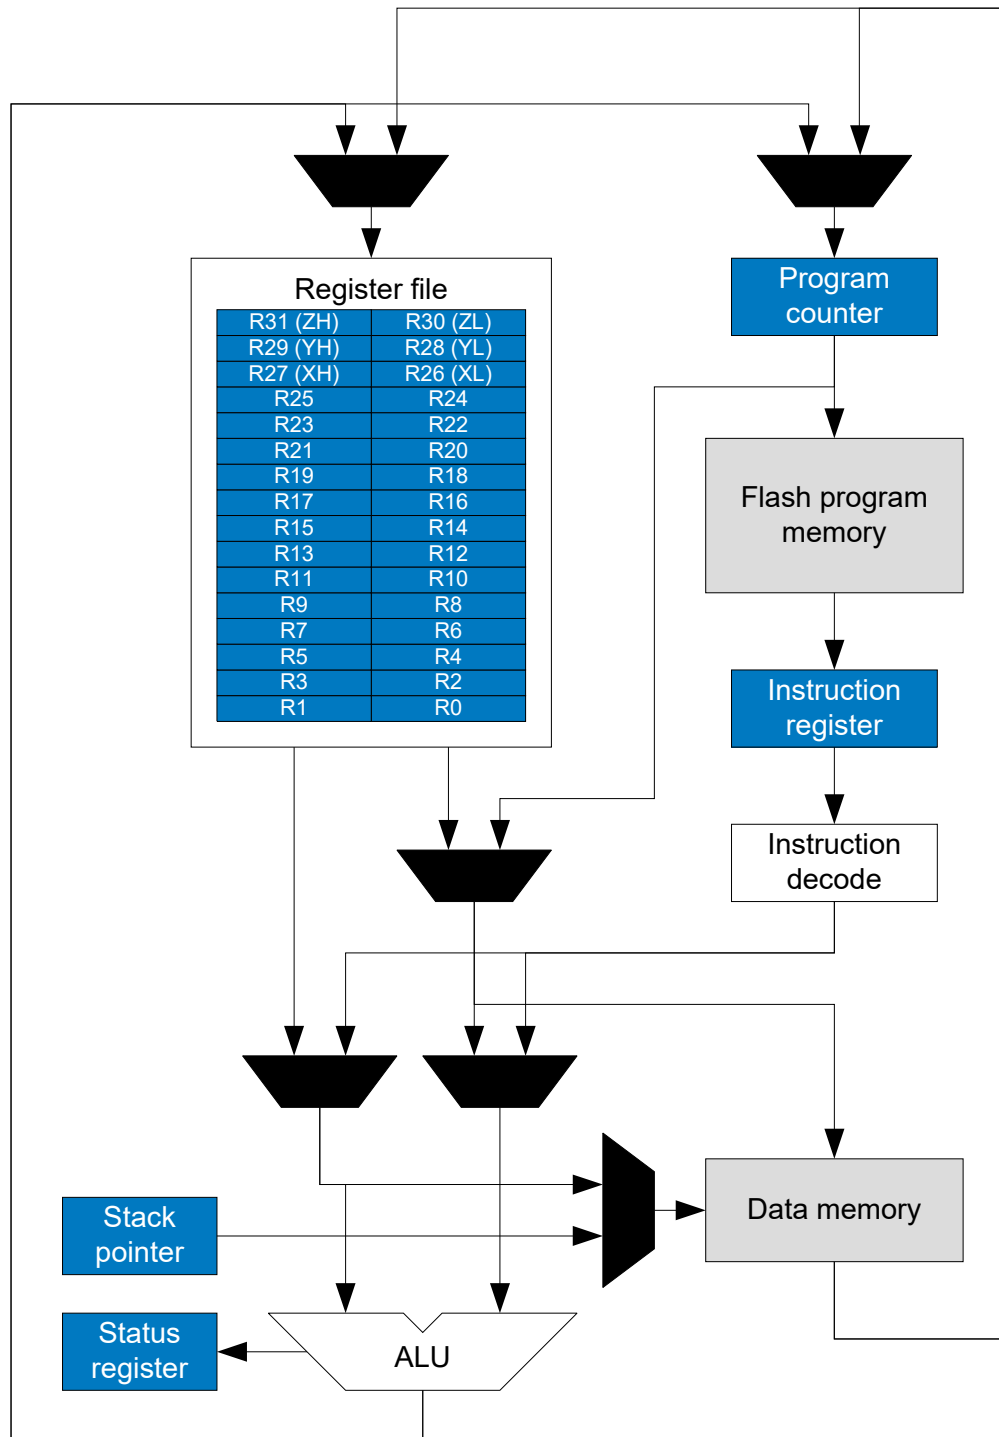 Register file
R31 (ZH) R30 (ZL)
R29 (YH) R28 (YL)
R27 (XH) R26 (XL)
R25 R24
R23 R22
R21 R20
R19 R18
R17 R16
R15 R14
R13 R12
R11 R10
R9 R8
R7 R6
R5 R4
R3 R2
R1 R0
Program
counter
Flash program
memory
Instruction
register
Instruction
decode
Data memory
Stack
pointer
Status
register
ALU